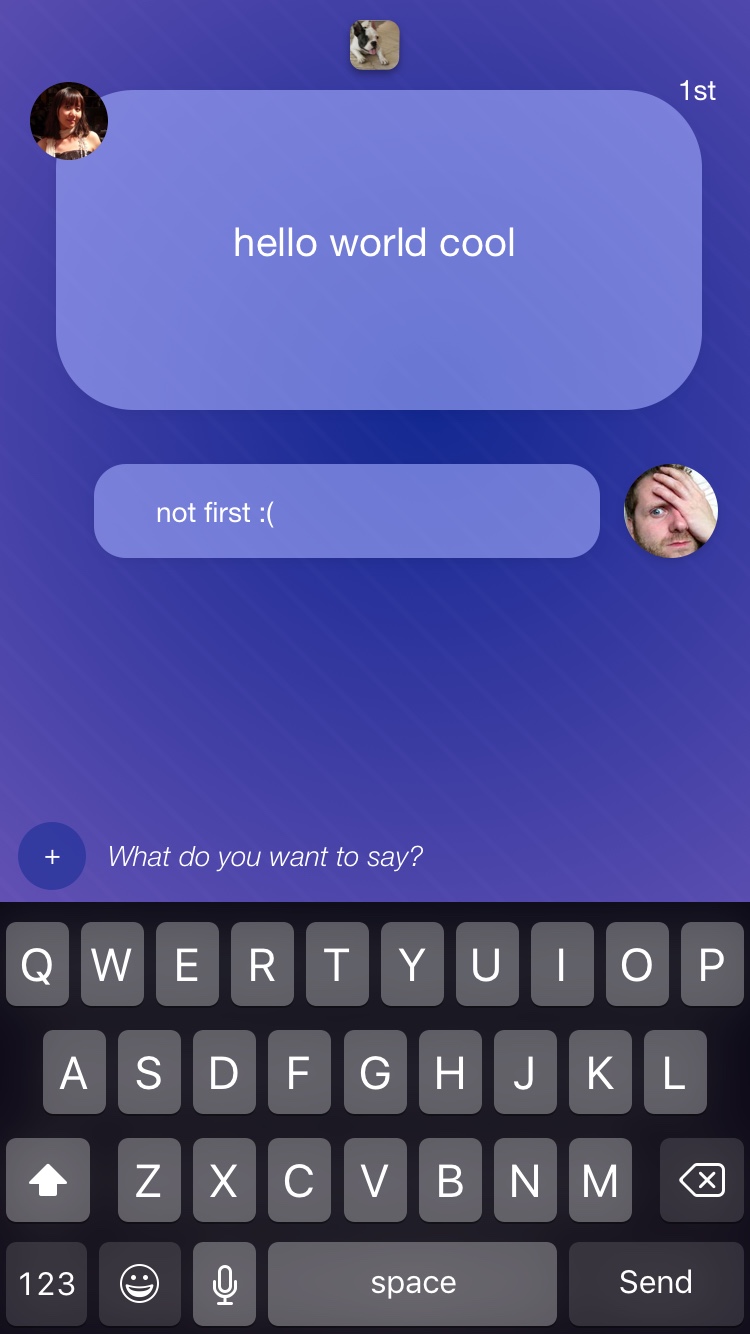 1st
hello world cool
not first :(
+ What do you want to say?
Q W E R T Y U I O P
A S D F G H J K L
Z X C V B N M
123 space Send